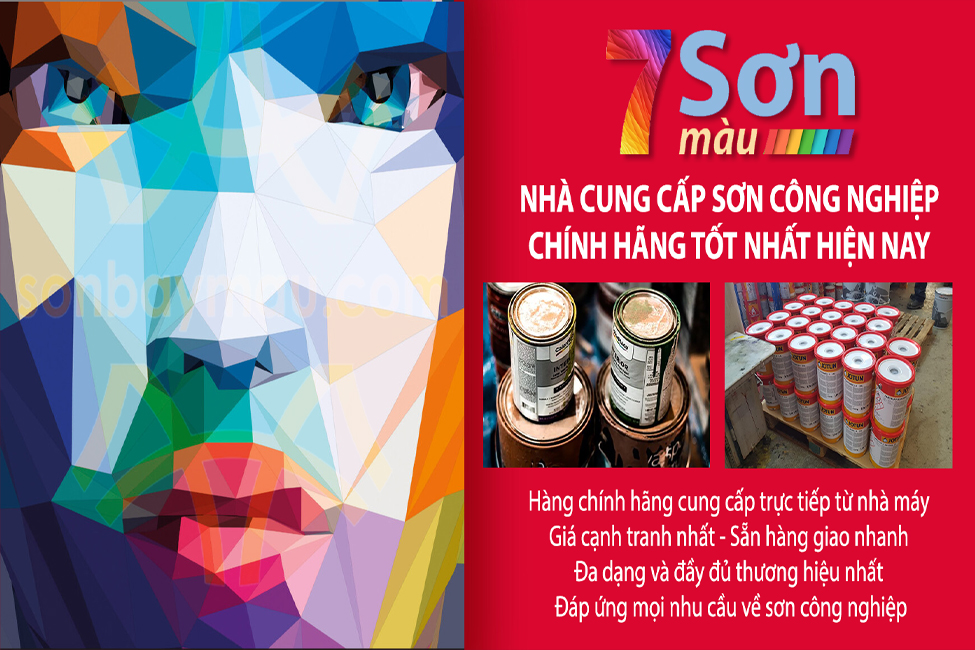 sonbaymau.com
7 Sơn
màu
NHÀ CUNG CẤP SƠN CÔNG NGHIỆP
CHÍNH HÃNG TỐT NHẤT HIỆN NAY
JOTUN
Hàng chính hãng cung cấp trực tiếp từ nhà máy
Giá cạnh tranh nhất - Sẵn hàng giao nhanh
Đa dạng và đầy đủ thương hiệu nhất
Đáp ứng mọi nhu cầu về sơn công nghiệp